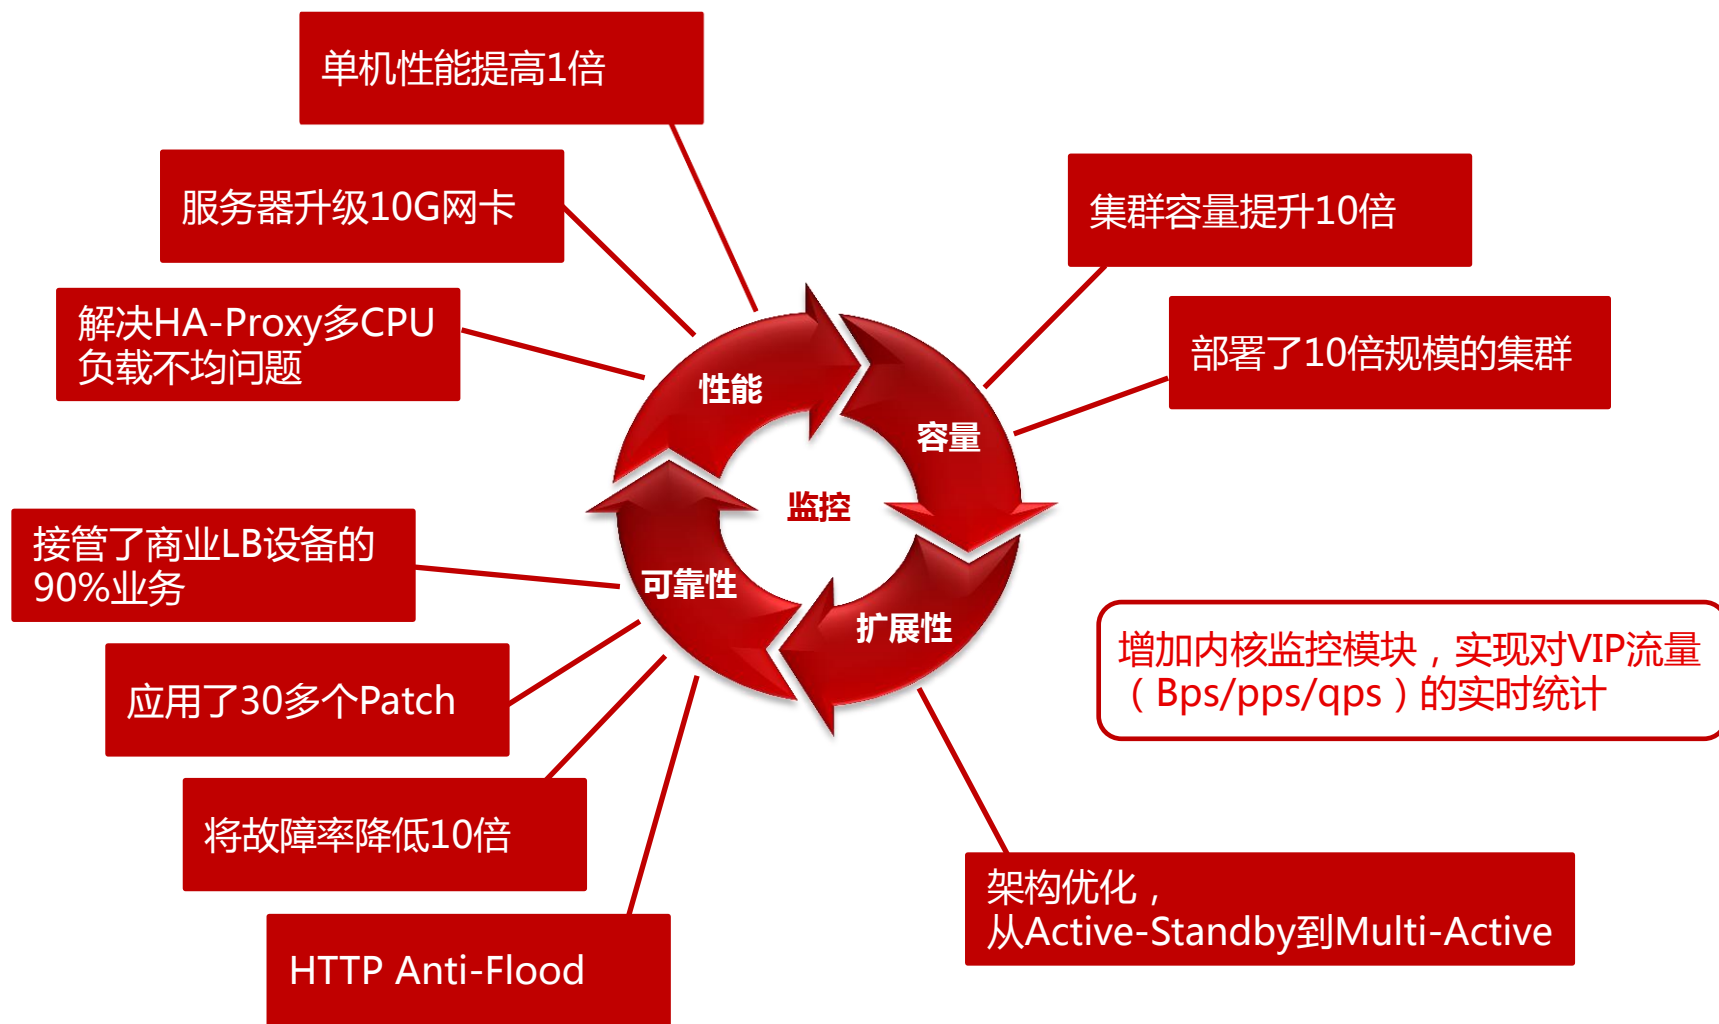 单机性能提高1倍
服务器升级10G网卡
解决HA-Proxy多CPU
负载不均问题
集群容量提升10倍
部署了10倍规模的集群
性能
容量
监控
可靠性
扩展性
接管了商业LB设备的
90%业务
应用了30多个Patch
将故障率降低10倍
HTTP Anti-Flood
增加内核监控模块，实现对VIP流量
（Bps/pps/qps）的实时统计
架构优化，
从Active-Standby到Multi-Active